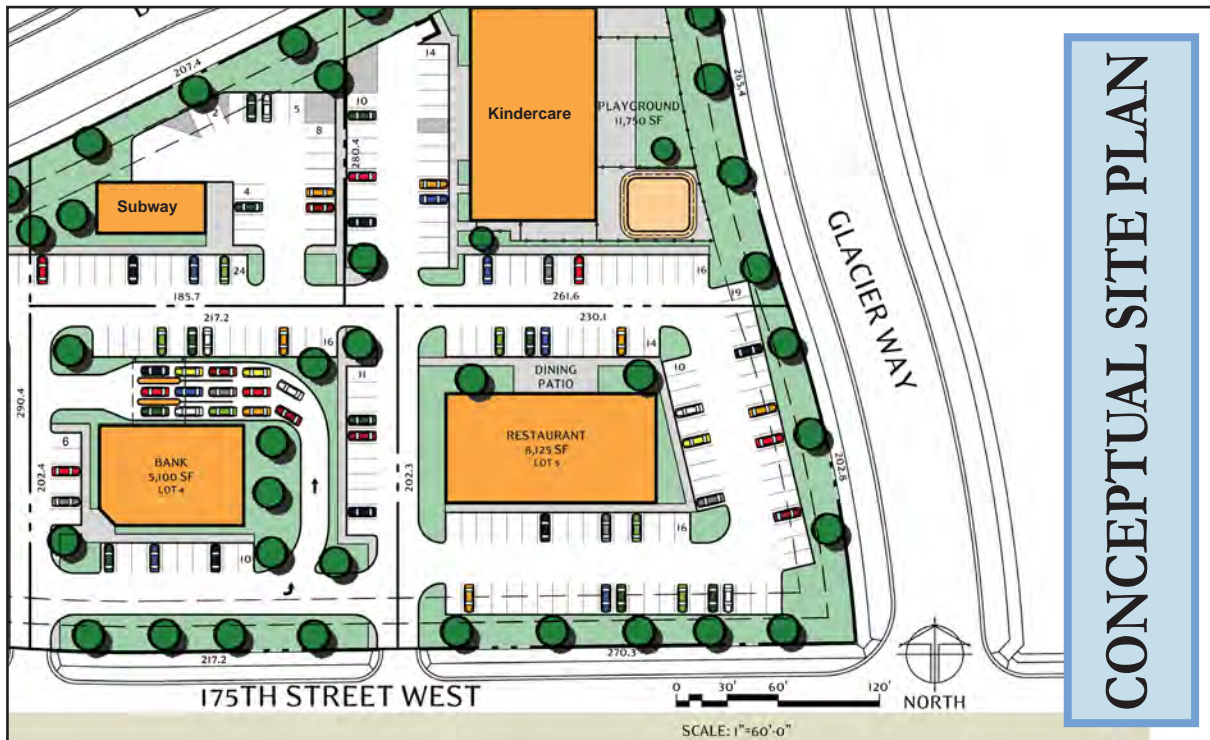 207.4
265.4
14
10
2
5
8
280.4
Kindercare
PLAYGROUND
11,750 SF
4
Subway
GLACIER WAY
24
16
185.7
261.6
19
217.2
230.1
16
14
11
DINING
PATIO
10
290.4
6
BANK
5,100 SF
LOT 4
RESTAURANT
8,125 SF
LOT 5
202.4
202.3
202.8
10
16
217.2
270.3
175TH STREET WEST
0 30' 60' 120'
SCALE: 1"=60'-0"
NORTH
CONCEPTUAL SITE PLAN